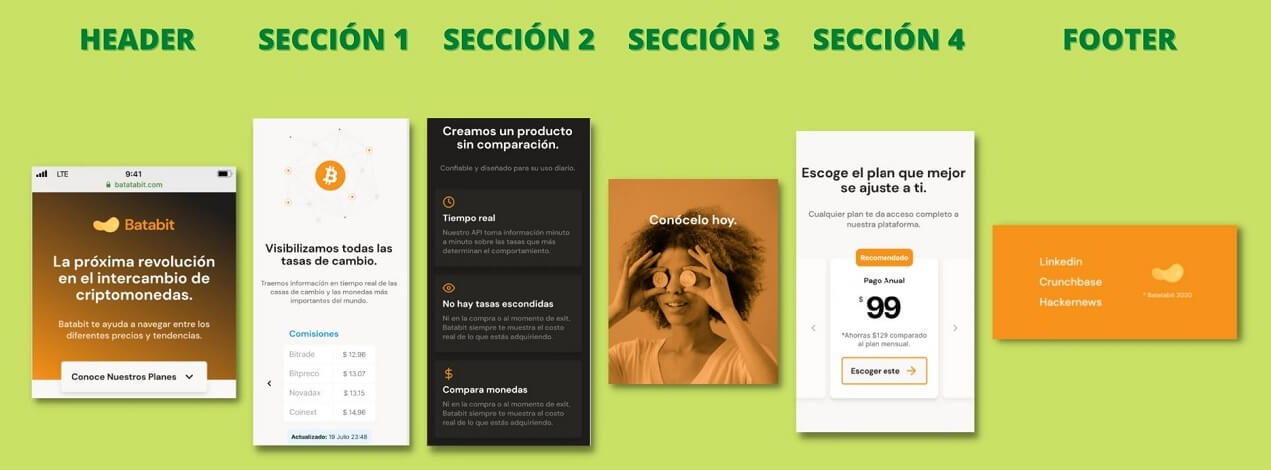 HEADER
SECCIÓN 1
SECCIÓN 2
SECCIÓN 3
SECCIÓN 4
FOOTER
LTE
9:41
batatabit.com
Batabit
La próxima revolución
en el intercambio de
criptomonedas.
Batabit te ayuda a navegar entre los
diferentes precios y tendencias.
Conoce Nuestros Planes
Visibilizamos todas las
tasas de cambio.
Traemos información en tiempo real de las
casas de cambio y las monedas más
importantes del mundo.
Comisiones
Bitrade $ 12.96
Bitpreco $ 13.07
Novadax $ 13.15
Coinext $ 14.96
Actualizado: 19 Julio 23:48
Creamos un producto
sin comparación.
Confiable y diseñado para su uso diario.
Tiempo real
Nuestro API toma información minuto
a minuto sobre las tasas que más
determinan el comportamiento.
No hay tasas escondidas
Ni en la compra o al momento de exit,
Batabit siempre te muestra el costo
real de lo que estás adquiriendo.
$
Compara monedas
Ni en la compra o al momento de exit,
Batabit siempre te muestra el costo
real de lo que estás adquiriendo.
Conócelo hoy.
Escoge el plan que mejor
se ajuste a ti.
Cualquier plan te da acceso completo a
nuestra plataforma.
Recomendado
Pago Anual
$ 99
*Ahorras $129 comparado
al plan mensual.
Escoger este
Linkedin
Crunchbase
Hackernews
* Batatabit 2020